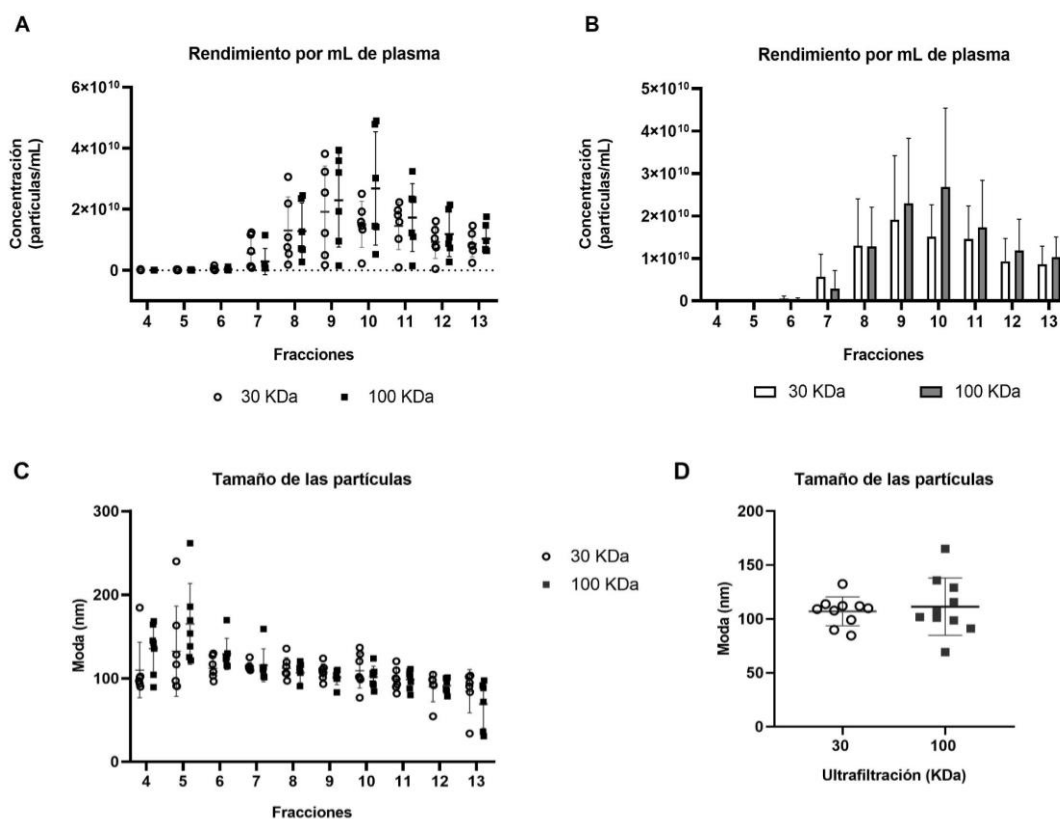 A
Rendimiento por mL de plasma
Concentración
(partículas/mL)
6×10¹⁰
4×10¹⁰
2×10¹⁰
0
4 5 6 7 8 9 10 11 12 13
Fracciones
30 KDa 100 KDa
B
Rendimiento por mL de plasma
Concentración
(partículas/mL)
5×10¹⁰
4×10¹⁰
3×10¹⁰
2×10¹⁰
1×10¹⁰
0
4 5 6 7 8 9 10 11 12 13
Fracciones
30 KDa 100 KDa
C
Tamaño de las partículas
Moda (nm)
300
200
100
0
4 5 6 7 8 9 10 11 12 13
Fracciones
30 KDa
100 KDa
D
Tamaño de las partículas
Moda (nm)
200
150
100
50
0
30 100
Ultrafiltración (KDa)